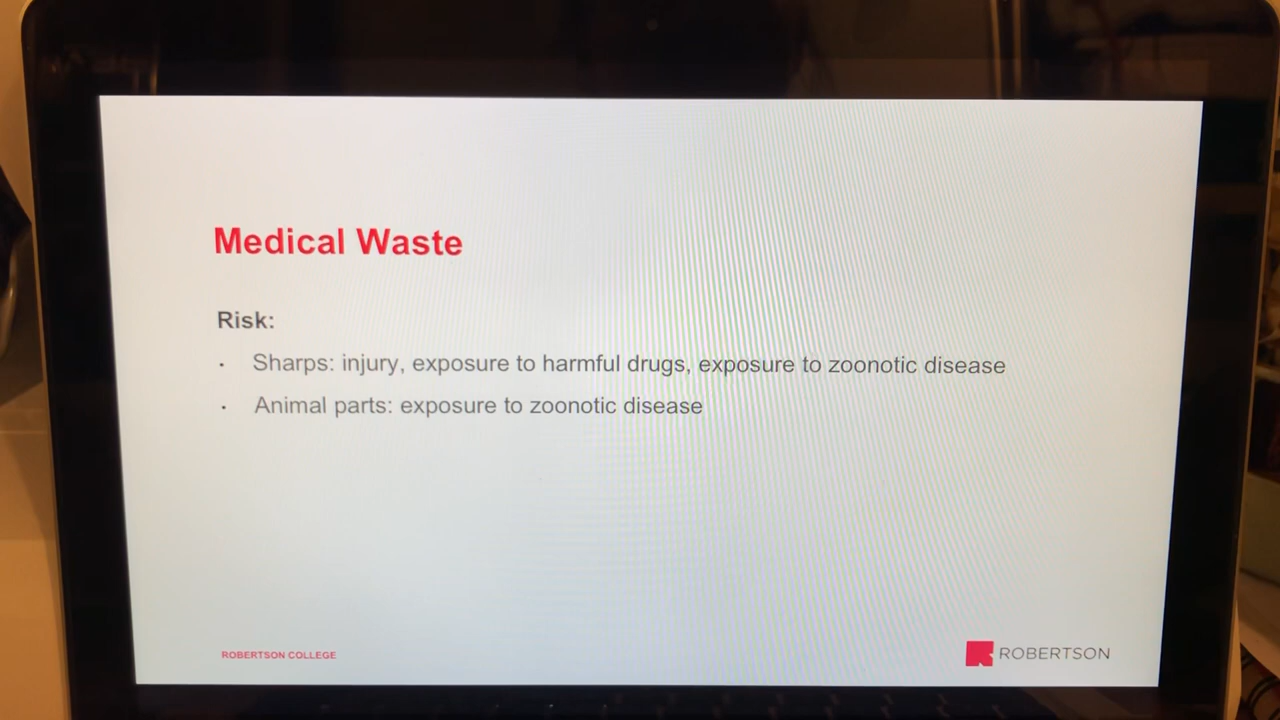 Medical Waste
Risk:
· Sharps: injury, exposure to harmful drugs, exposure to zoonotic disease
· Animal parts: exposure to zoonotic disease
ROBERTSON COLLEGE
ROBERTSON